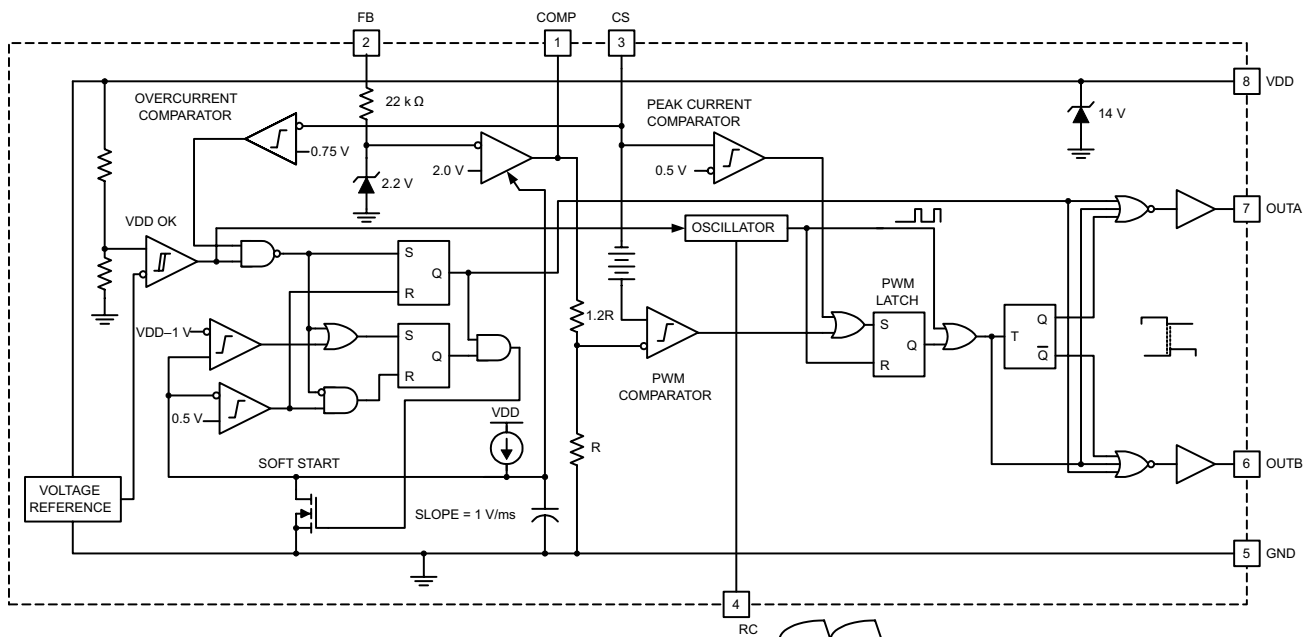 FB
COMP
CS
2
1
3
8
VDD
OVERCURRENT
COMPARATOR
22 k Ω
PEAK CURRENT
COMPARATOR
14 V
0.75 V
2.0 V
0.5 V
2.2 V
VDD OK
OSCILLATOR
7
OUTA
S
Q
R
PWM
LATCH
1.2R
VDD–1 V
S
Q
R
S
Q
R
T
Q
Q
PWM
COMPARATOR
0.5 V
VDD
R
SOFT START
6
OUTB
VOLTAGE
REFERENCE
SLOPE = 1 V/ms
5
GND
4
RC